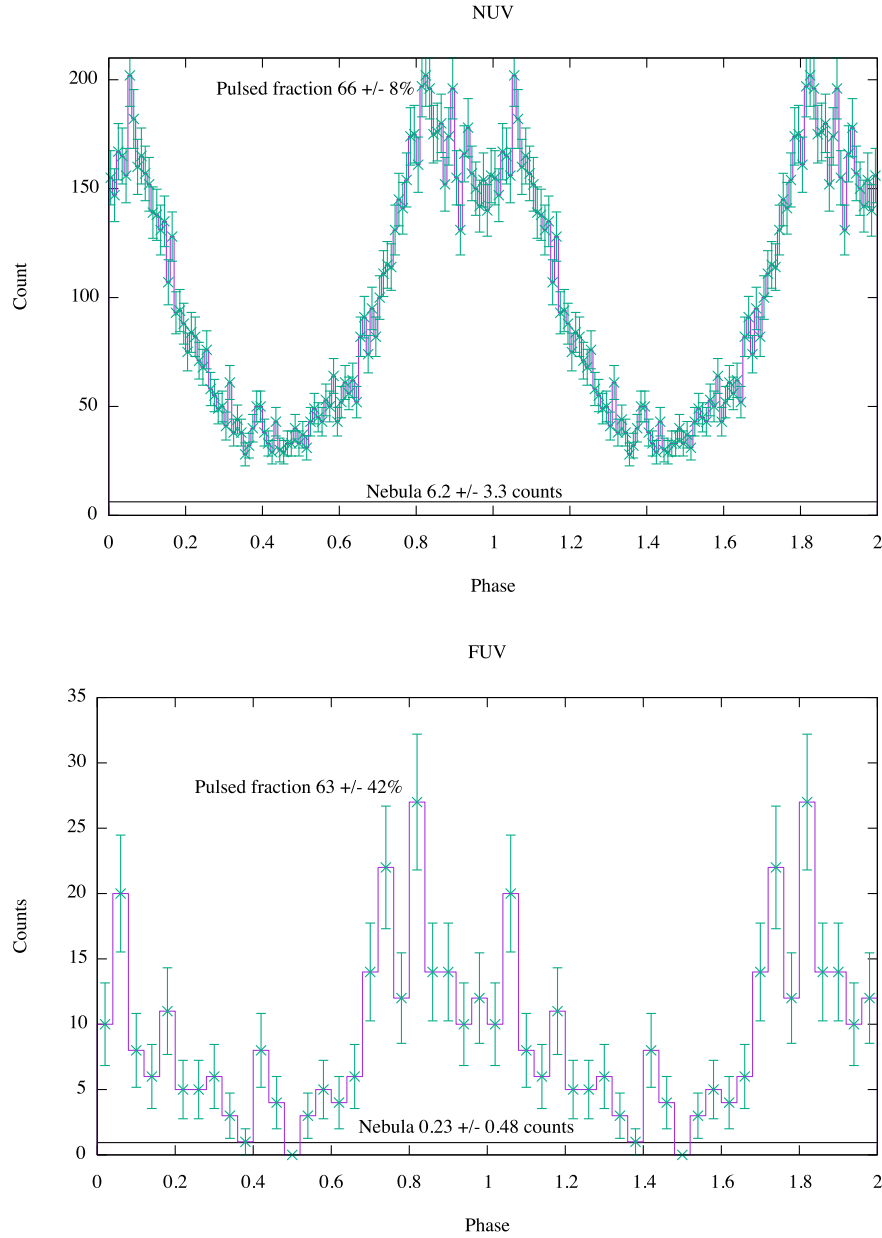 NUV
Pulsed fraction 66 +/- 8%
Nebula 6.2 +/- 3.3 counts
Count
200
150
100
50
0
0 0.2 0.4 0.6 0.8 1 1.2 1.4 1.6 1.8 2
Phase
FUV
Pulsed fraction 63 +/- 42%
Nebula 0.23 +/- 0.48 counts
Counts
35
30
25
20
15
10
5
0
0 0.2 0.4 0.6 0.8 1 1.2 1.4 1.6 1.8 2
Phase